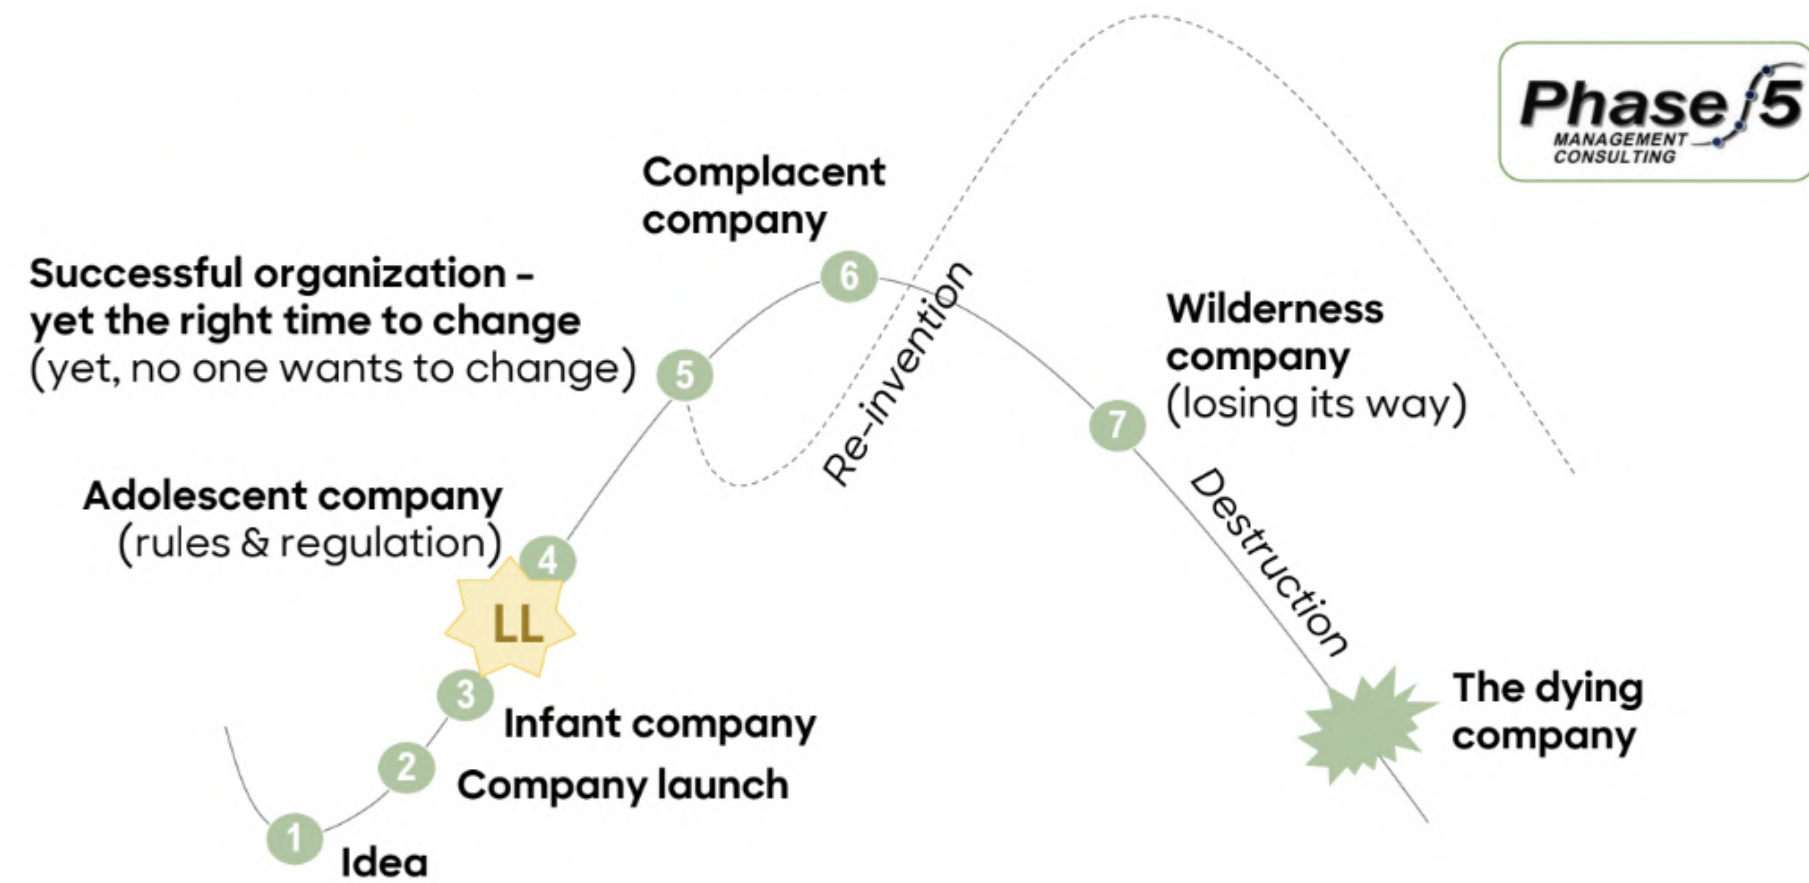 Phase 5
MANAGEMENT
CONSULTING
Complacent
company
6
Successful organization -
yet the right time to change
(yet, no one wants to change)
5
Re-invention
Wilderness
company
(losing its way)
7
Destruction
Adolescent company
(rules & regulation)
4
LL
3
Infant company
2
Company launch
1
Idea
The dying
company